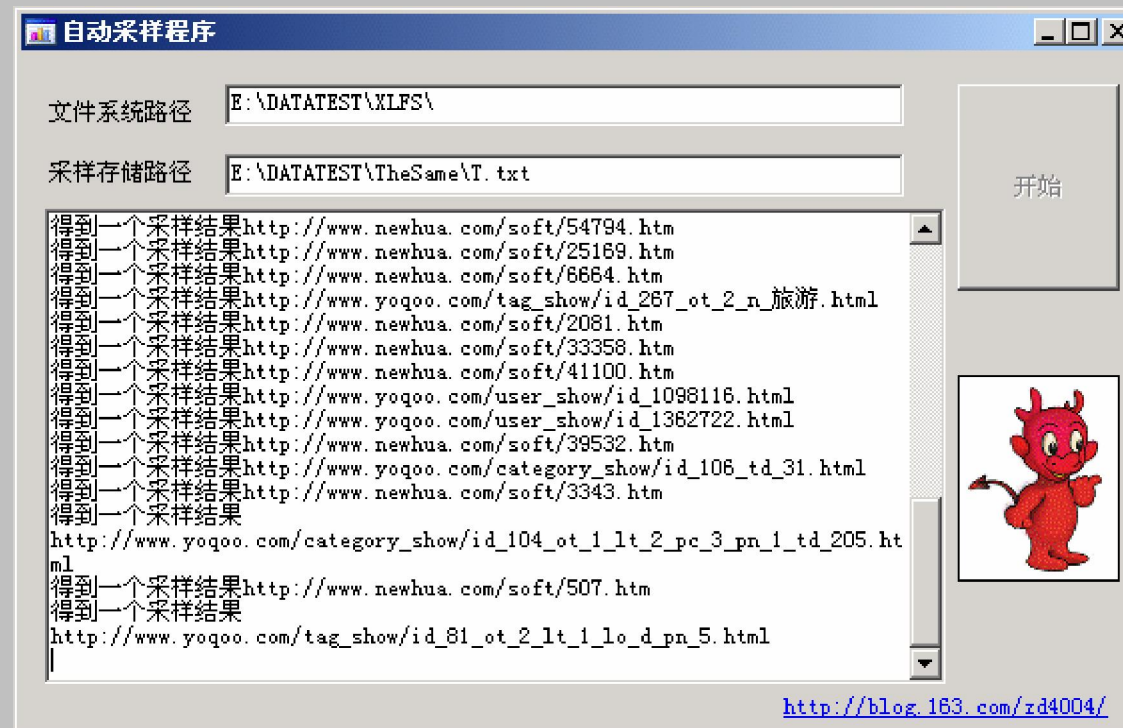 自动采样程序
文件系统路径 E:\DATATEST\XLFS\
采样存储路径 E:\DATATEST\TheSame\T.txt
开始
得到一个采样结果http://www.newhua.com/soft/54794.htm
得到一个采样结果http://www.newhua.com/soft/25169.htm
得到一个采样结果http://www.newhua.com/soft/6664.htm
得到一个采样结果http://www.yoqoo.com/tag_show/id_267_ot_2_n_旅游.html
得到一个采样结果http://www.newhua.com/soft/2081.htm
得到一个采样结果http://www.newhua.com/soft/33358.htm
得到一个采样结果http://www.newhua.com/soft/41100.htm
得到一个采样结果http://www.yoqoo.com/user_show/id_1098116.html
得到一个采样结果http://www.yoqoo.com/user_show/id_1362722.html
得到一个采样结果http://www.newhua.com/soft/39532.htm
得到一个采样结果http://www.yoqoo.com/category_show/id_106_td_31.html
得到一个采样结果http://www.newhua.com/soft/3343.htm
得到一个采样结果
http://www.yoqoo.com/category_show/id_104_ot_1_lt_2_pc_3_pn_1_td_205.ht
ml
得到一个采样结果http://www.newhua.com/soft/507.htm
得到一个采样结果
http://www.yoqoo.com/tag_show/id_81_ot_2_lt_1_lo_d_pn_5.html
http://blog.163.com/zd4004/